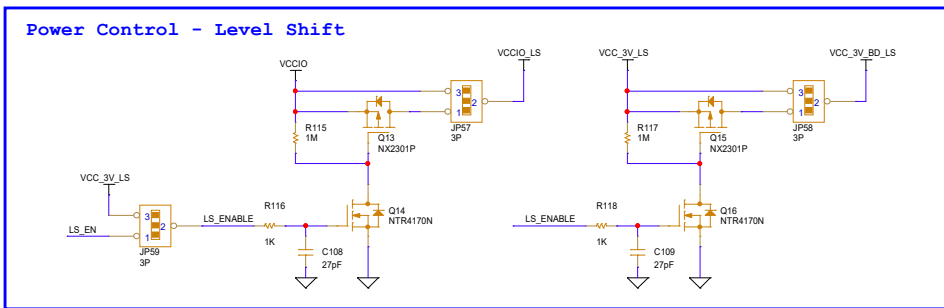 Power Control - Level Shift
VCCIO
VCCIO_LS
3
2
1
JP57
3P
R115
1M
Q13
NX2301P
VCC_3V_LS
VCC_3V_BD_LS
3
2
1
JP58
3P
R117
1M
Q15
NX2301P
VCC_3V_LS
LS_EN
3
2
1
JP59
3P
LS_ENABLE
R116
1K
C108
27pF
Q14
NTR4170N
LS_ENABLE
R118
1K
C109
27pF
Q16
NTR4170N